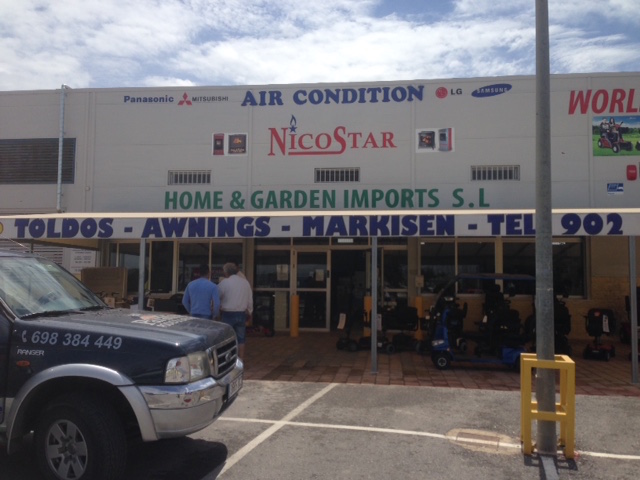 Panasonic MITSUBISHI AIR CONDITION LG SAMSUNG
WORL
NICOSTAR
HOME & GARDEN IMPORTS S.L
TOLDOS - AWNINGS - MARKISEN - TEL 902
698 384 449
RANGER